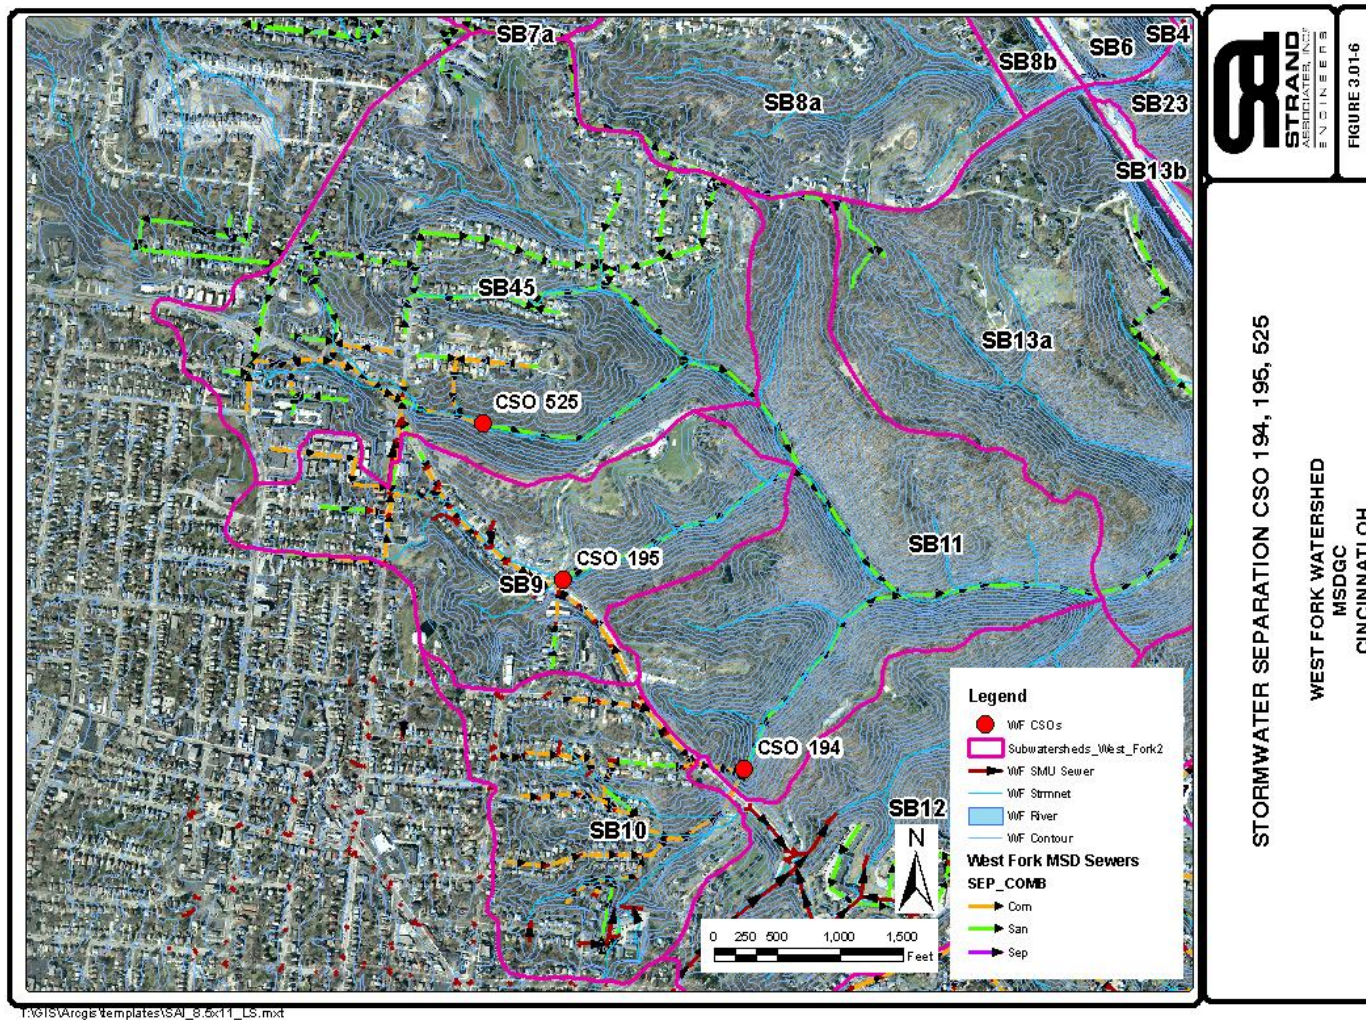 SB7a
SB8a
SB8b
SB6
SB4
SB23
SB13b
SB45
SB13a
CSO 525
SB11
CSO 195
SB9
CSO 194
SB10
SB12
N
0 250 500 1,000 1,500
Feet
Legend
WF CSOs
Subwatersheds_West_Fork2
WF SMU Sewer
WF Strmnet
WF River
WF Contour
West Fork MSD Sewers
SEP_COMB
Com
San
Sep
STRAND
ASSOCIATES, INC.®
ENGINEERS
FIGURE 3.01-6
STORMWATER SEPARATION CSO 194, 195, 525
WEST FORK WATERSHED
MSDGC
CINCINNATI OH
T:\GIS\Arcgis\templates\SAI_8.5x11_LS.mxt